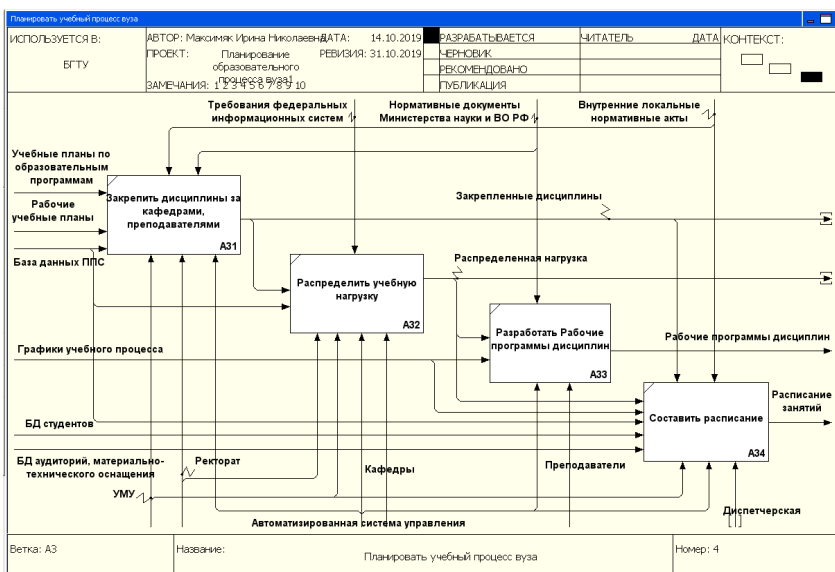 Планировать учебный процесс вуза
ИСПОЛЬЗУЕТСЯ В:
БГТУ
АВТОР: Максимяк Ирина Николаевна
ДАТА: 14.10.2019
ПРОЕКТ: Планирование
образовательного
процесса вуза1
РЕВИЗИЯ: 31.10.2019
ЗАМЕЧАНИЯ: 1 2 3 4 5 6 7 8 9 10
РАЗРАБАТЫВАЕТСЯ
ЧЕРНОВИК
РЕКОМЕНДОВАНО
ПУБЛИКАЦИЯ
ЧИТАТЕЛЬ
ДАТА
КОНТЕКСТ:
Требования федеральных
информационных систем
Нормативные документы
Министерства науки и ВО РФ
Внутренние локальные
нормативные акты
Учебные планы по
образовательным
программам
Рабочие
учебные планы
База данных ППС
Закрепить дисциплины за
кафедрами,
преподавателями
А31
Закрепленные дисциплины
Распределить учебную
нагрузку
А32
Распределенная нагрузка
Разработать Рабочие
программы дисциплин
А33
Рабочие программы дисциплин
Графики учебного процесса
Составить расписание
А34
Расписание
занятий
БД студентов
БД аудиторий, материально-
технического оснащения
Ректорат
Кафедры
Преподаватели
УМУ
Автоматизированная система управления
Диспетчерская
Ветка: А3
Название:
Планировать учебный процесс вуза
Номер: 4